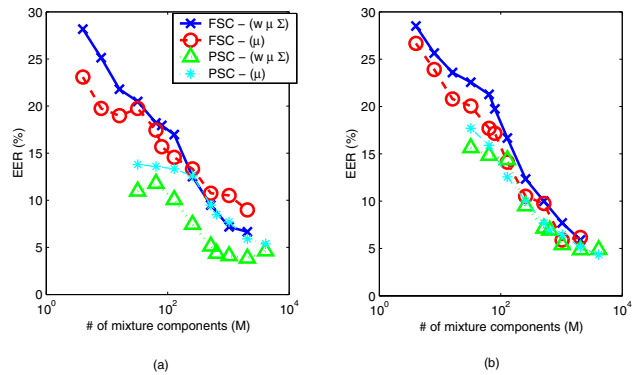 30
25
20
15
10
5
0
EER (%)
10^0
10^2
10^4
# of mixture components (M)
FSC – (w μ Σ)
FSC – (μ)
PSC – (w μ Σ)
PSC – (μ)
(a)
30
25
20
15
10
5
0
EER (%)
10^0
10^2
10^4
# of mixture components (M)
(b)